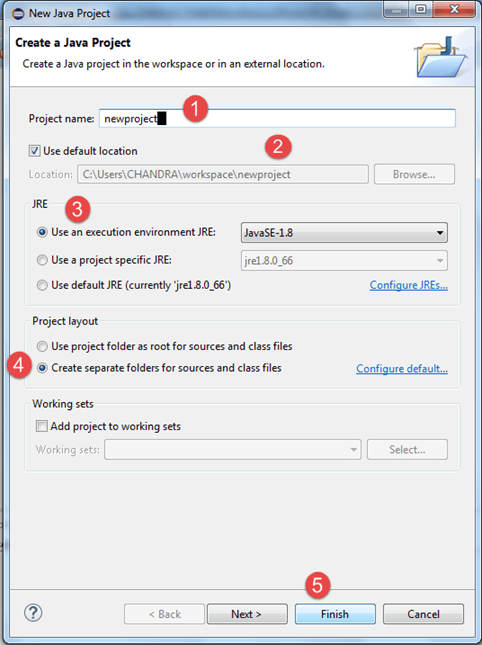 New Java Project
Create a Java Project
Create a Java project in the workspace or in an external location.
1
Project name: newproject
2
Use default location
Location: C:\Users\CHANDRA\workspace\newproject Browse...
JRE 3
Use an execution environment JRE: JavaSE-1.8
Use a project specific JRE: jre1.8.0_66
Use default JRE (currently 'jre1.8.0_66') Configure JREs...
Project layout
Use project folder as root for sources and class files
4 Create separate folders for sources and class files Configure default...
Working sets
Add project to working sets
Working sets: Select...
5
? < Back Next > Finish Cancel